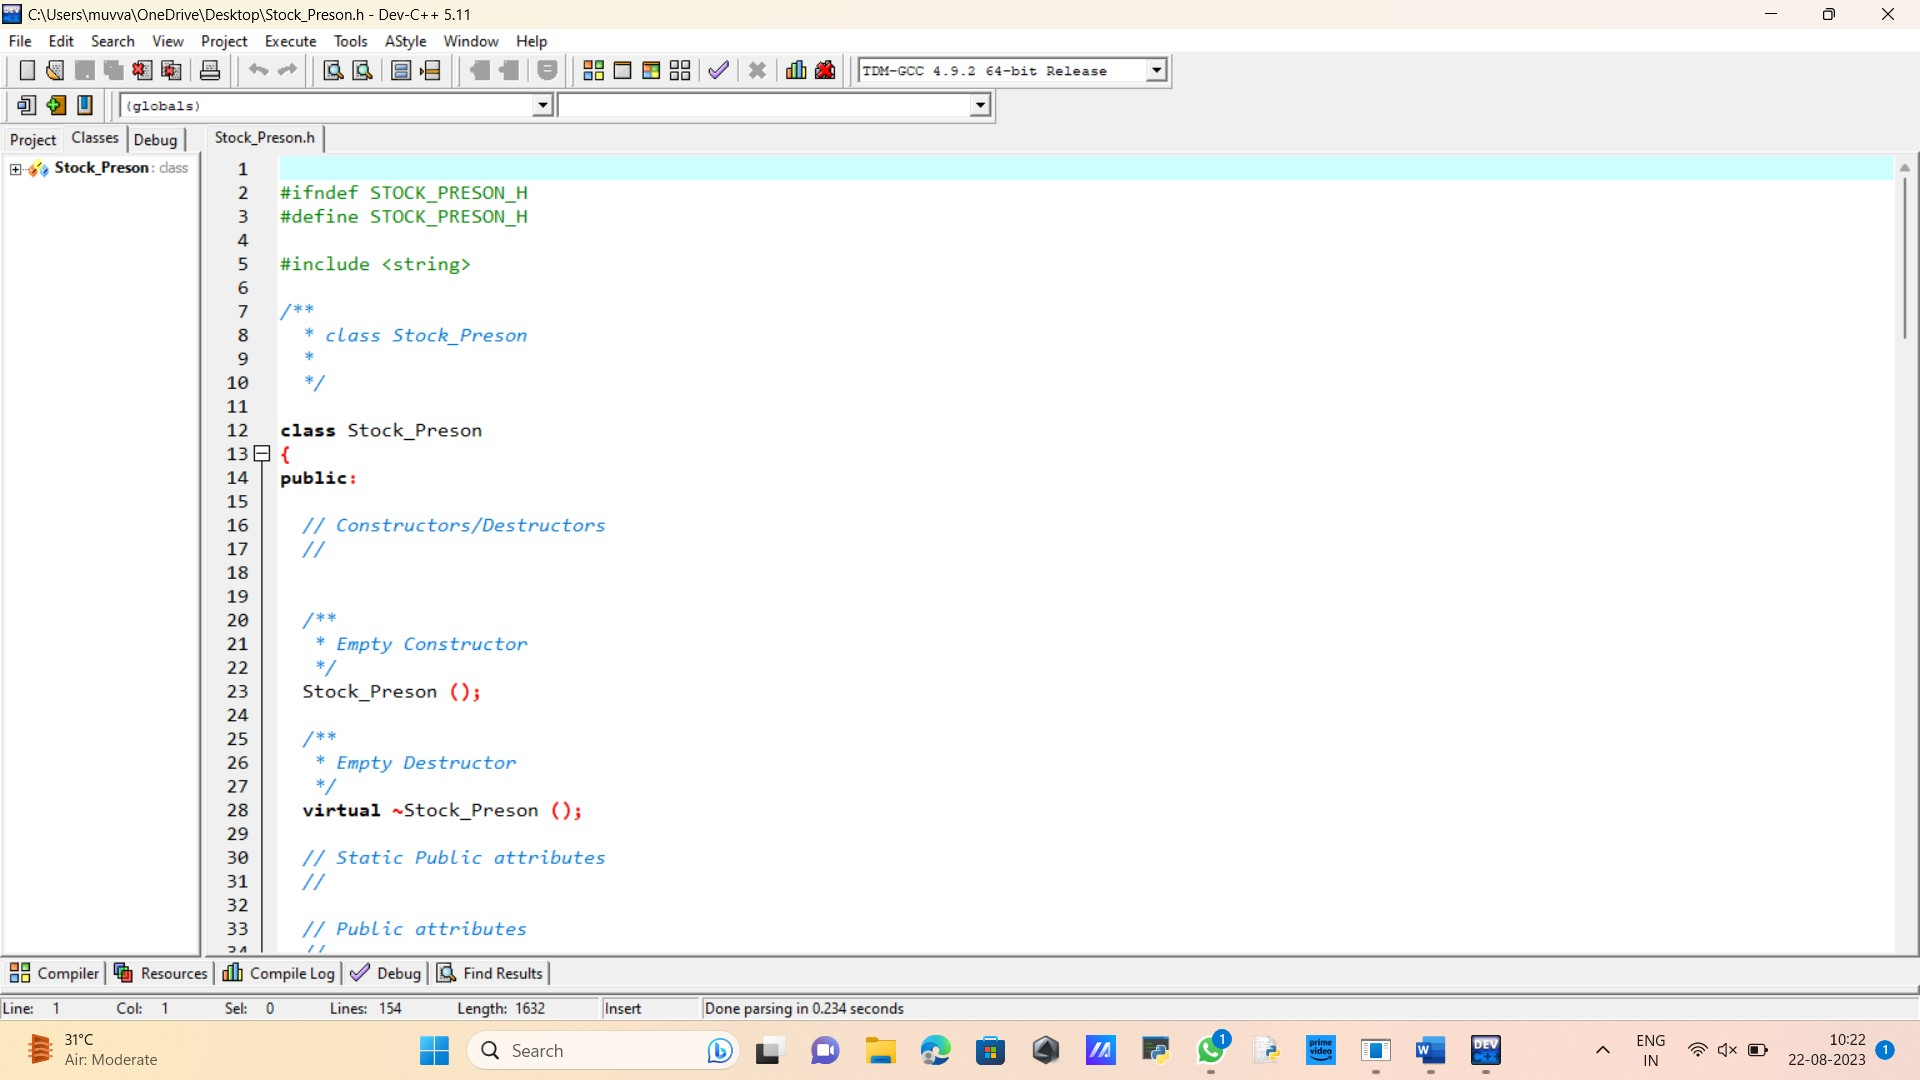 C:\Users\muvva\OneDrive\Desktop\Stock_Preson.h - Dev-C++ 5.11
File Edit Search View Project Execute Tools AStyle Window Help
TDM-GCC 4.9.2 64-bit Release
(globals)
Project Classes Debug Stock_Preson.h
Stock_Preson : class
1
2 #ifndef STOCK_PRESON_H
3 #define STOCK_PRESON_H
4
5 #include <string>
6
7 /**
8 * class Stock_Preson
9 *
10 */
11
12 class Stock_Preson
13 {
14 public:
15
16 // Constructors/Destructors
17 //
18
19
20 /**
21 * Empty Constructor
22 */
23 Stock_Preson ();
24
25 /**
26 * Empty Destructor
27 */
28 virtual ~Stock_Preson ();
29
30 // Static Public attributes
31 //
32
33 // Public attributes
34 //
Compiler Resources Compile Log Debug Find Results
Line: 1 Col: 1 Sel: 0 Lines: 154 Length: 1632 Insert Done parsing in 0.234 seconds
31°C
Air: Moderate
Search
1
prime video
W
DEV C++
ENG
IN
10:22
22-08-2023
1